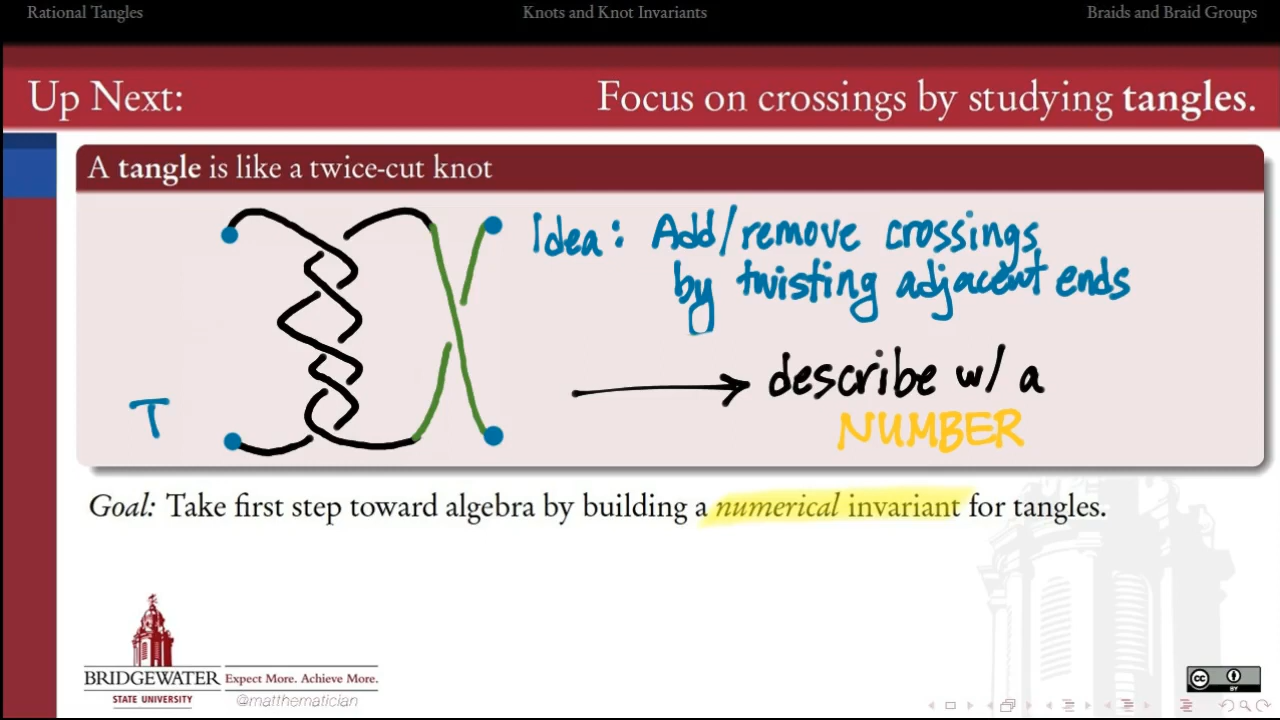 Rational Tangles Knots and Knot Invariants Braids and Braid Groups
Up Next: Focus on crossings by studying tangles.
A tangle is like a twice-cut knot
Idea: Add/remove crossings
by twisting adjacent ends
describe w/ a
NUMBER
T
Goal: Take first step toward algebra by building a numerical invariant for tangles.
BRIDGEWATER Expect More. Achieve More.
STATE UNIVERSITY @matthematician
cc BY